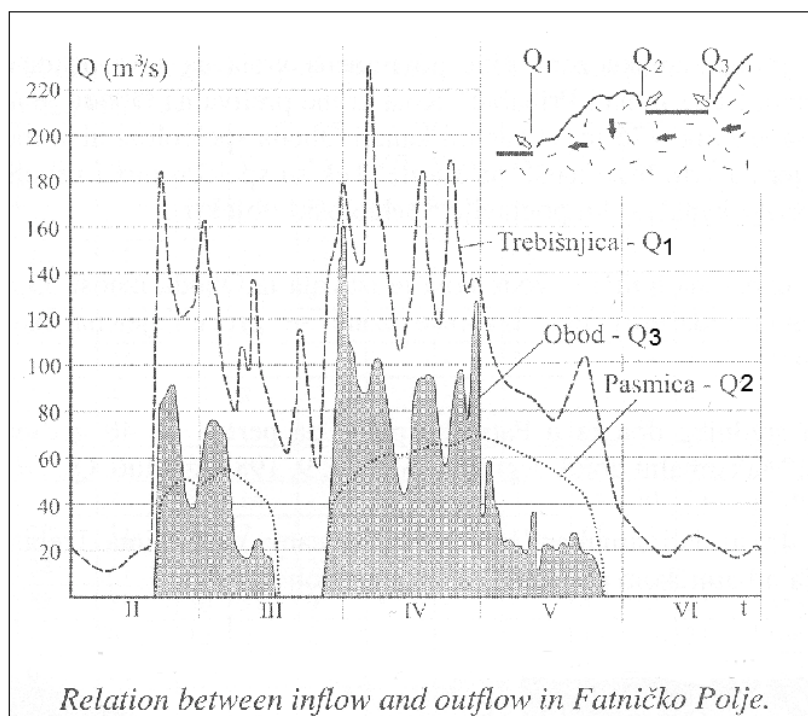 Q (m³/s)
220
200
180
160
140
120
100
80
60
40
20
Q₁ Q₂ Q₃
Trebišnjica - Q1
Obod - Q3
Pasmica - Q2
II III IV V VI t
Relation between inflow and outflow in Fatničko Polje.